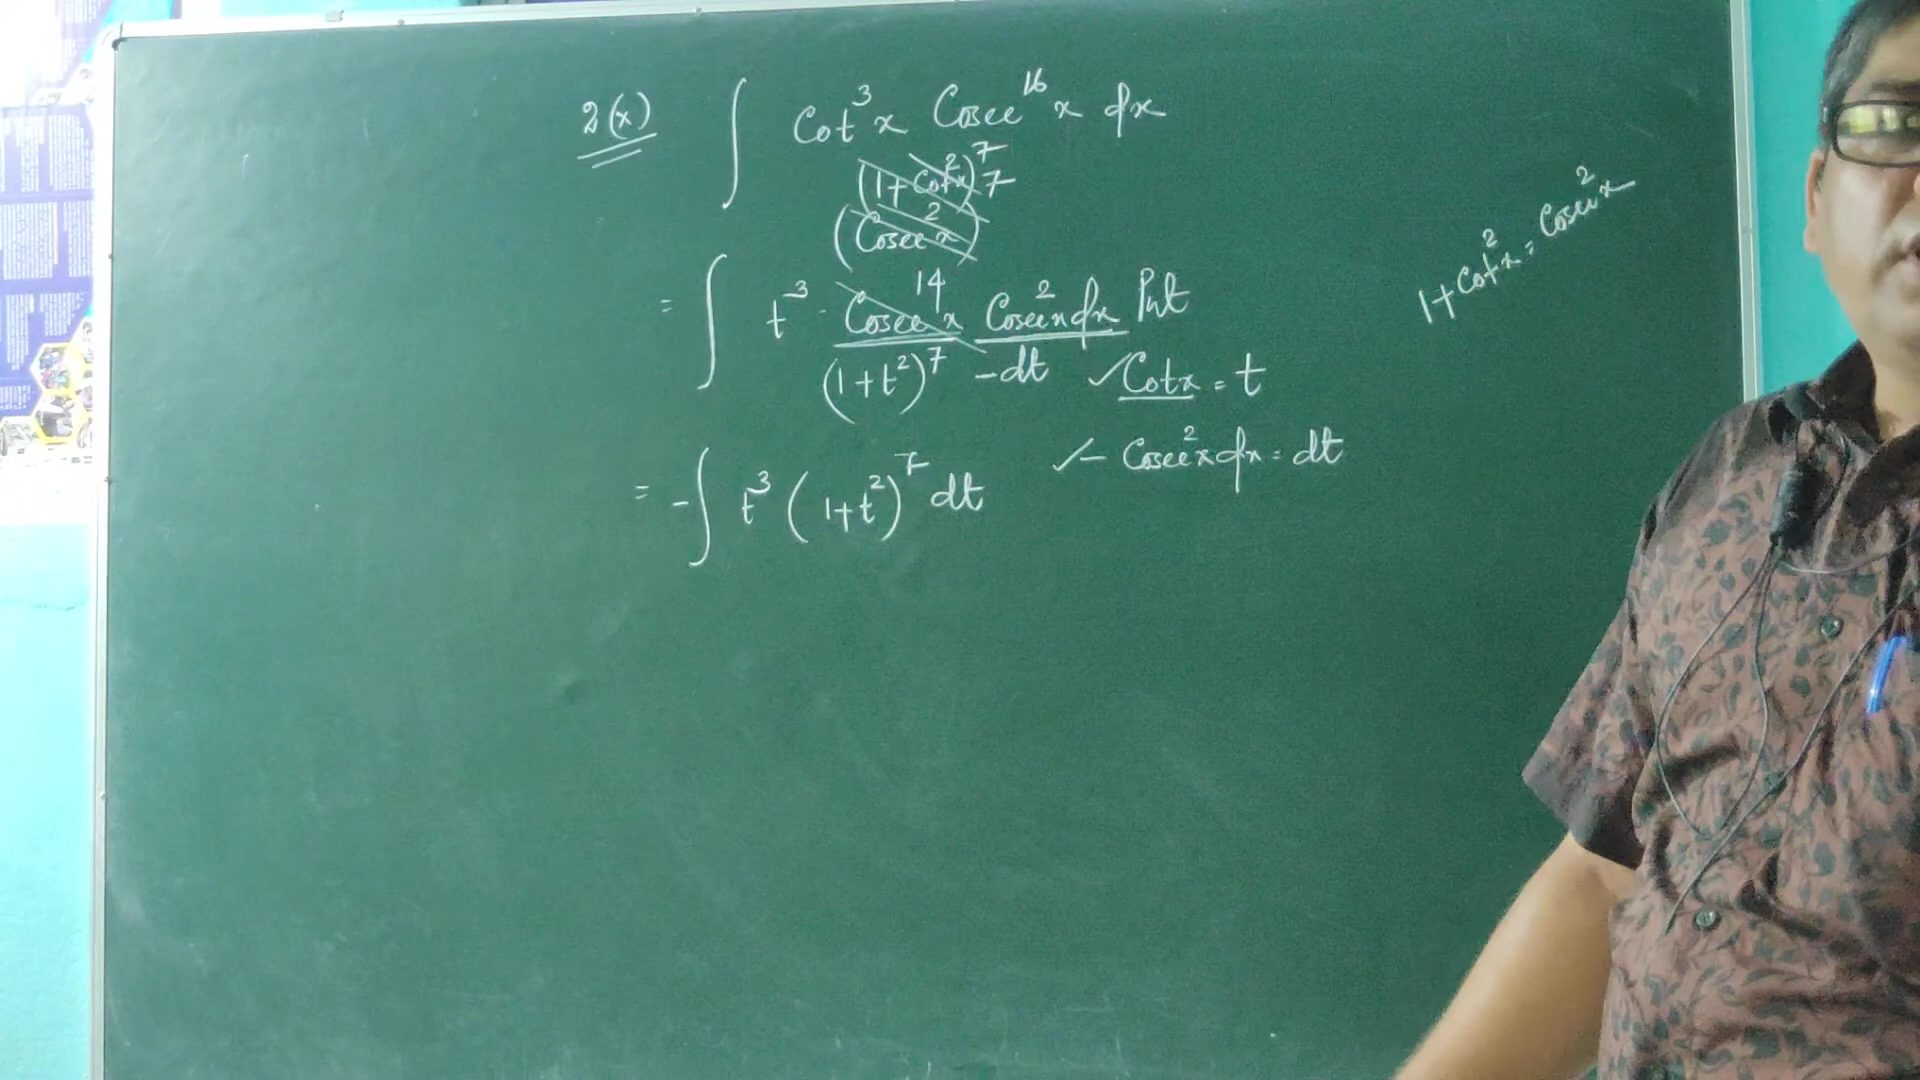 2(x) ∫ Cot³x Cosec¹⁶x dx
(1+Cot²x)⁷ 7
(Cosec²x)
= ∫ t³ · Cosec¹⁴x Cosec²x dx Put
(1+t²)⁷ -dt ✓Cotx = t
= -∫ t³ (1+t²)⁷ dt ✓- Cosec²x dx = dt
1+Cot²x = Cosec²x